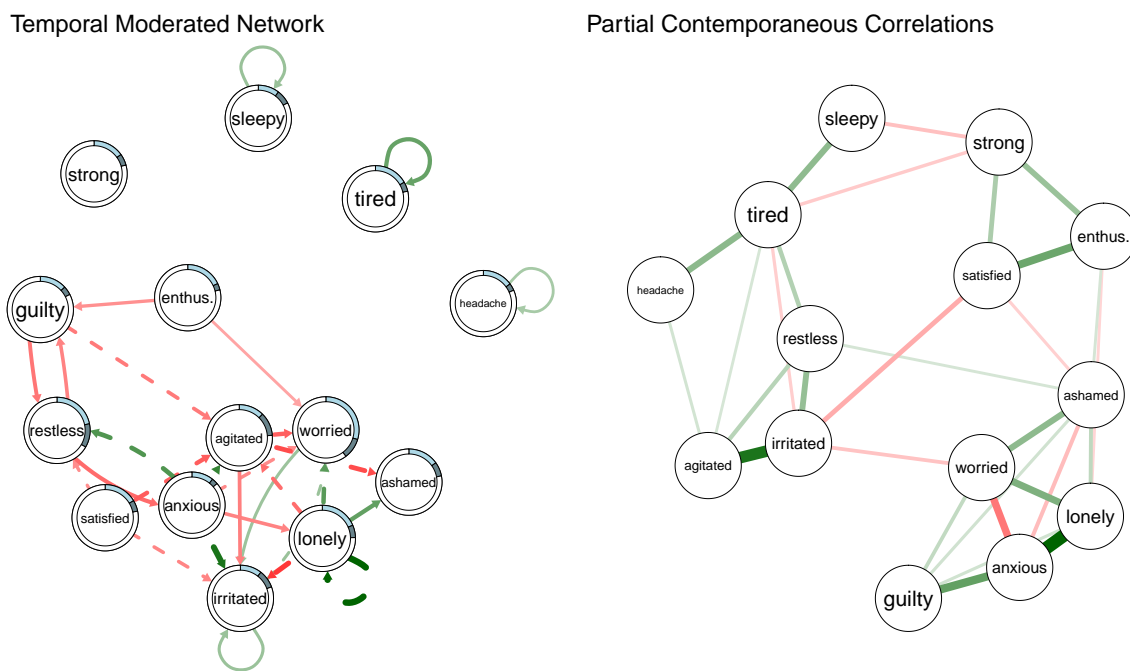 Temporal Moderated Network
sleepy
strong
tired
guilty
enthus.
headache
restless
agitated
worried
satisfied
anxious
ashamed
lonely
irritated
Partial Contemporaneous Correlations
sleepy
strong
tired
enthus.
headache
satisfied
restless
ashamed
agitated
irritated
worried
lonely
anxious
guilty